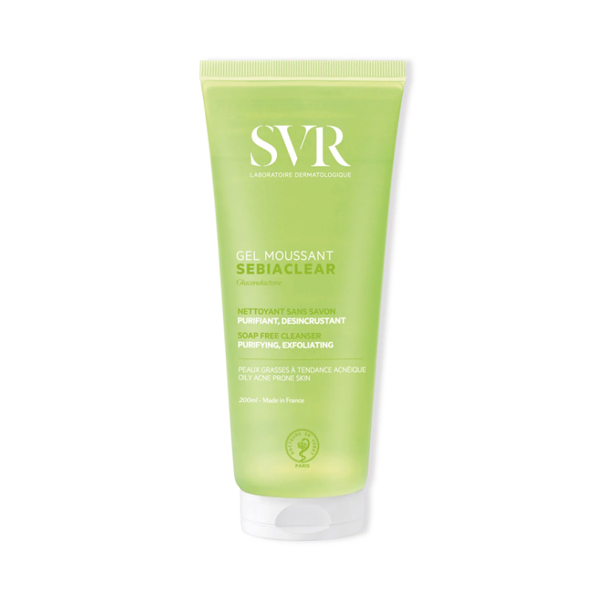 SVR
LABORATOIRE DERMATOLOGIQUE
GEL MOUSSANT
SEBIACLEAR
Gluconolactone
NETTOYANT SANS SAVON
PURIFIANT, DESINCRUSTANT
SOAP FREE CLEANSER
PURIFYING, EXFOLIATING
PEAUX GRASSES À TENDANCE ACNÉIQUE
OILY ACNE PRONE SKIN
200ml - Made in France
PARIS